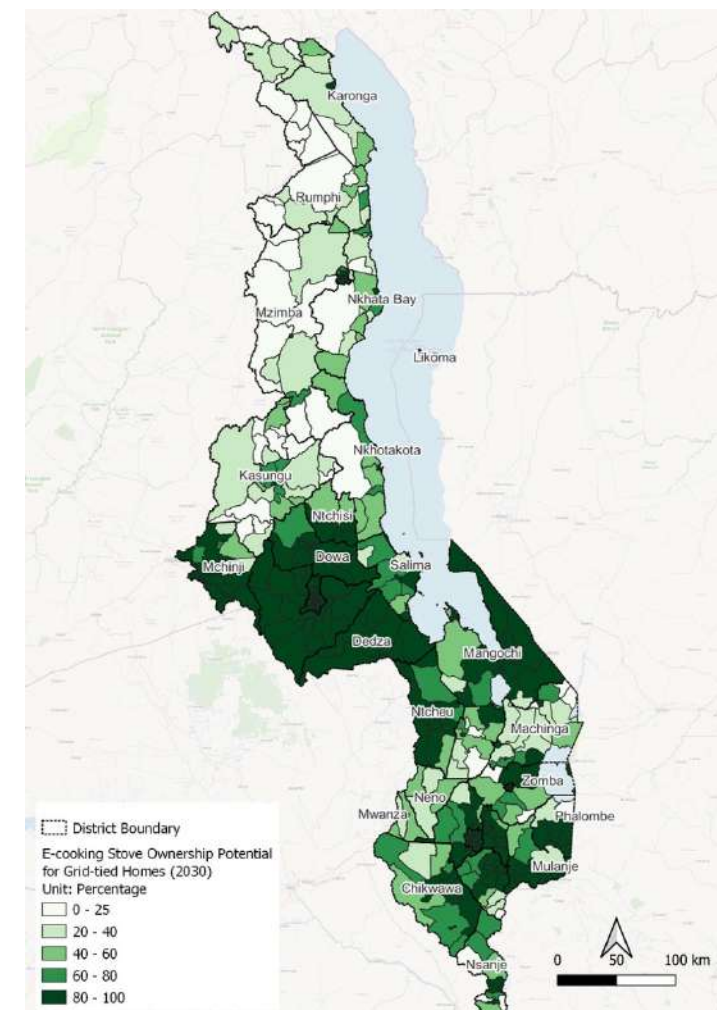 Karonga
Rumphi
Nkhata Bay
Mzimba
Likoma
Nkhotakota
Kasungu
Ntchisi
Dowa
Salima
Mchinji
Dedza
Mangochi
Ntcheu
Machinga
Zomba
Neno
Mwanza
Phalombe
Mulanje
Chikwawa
Nsanje
District Boundary
E-cooking Stove Ownership Potential
for Grid-tied Homes (2030)
Unit: Percentage
0 - 25
20 - 40
40 - 60
60 - 80
80 - 100
0 50 100 km